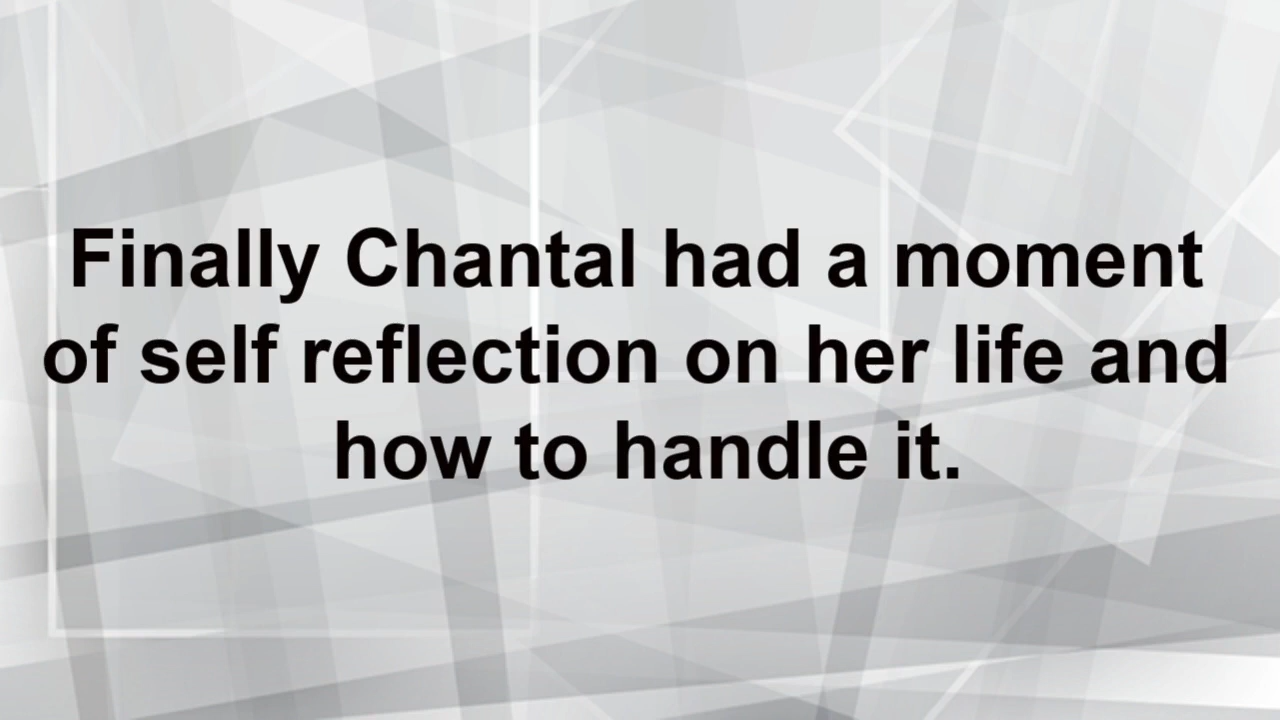 Finally Chantal had a moment
of self reflection on her life and
how to handle it.